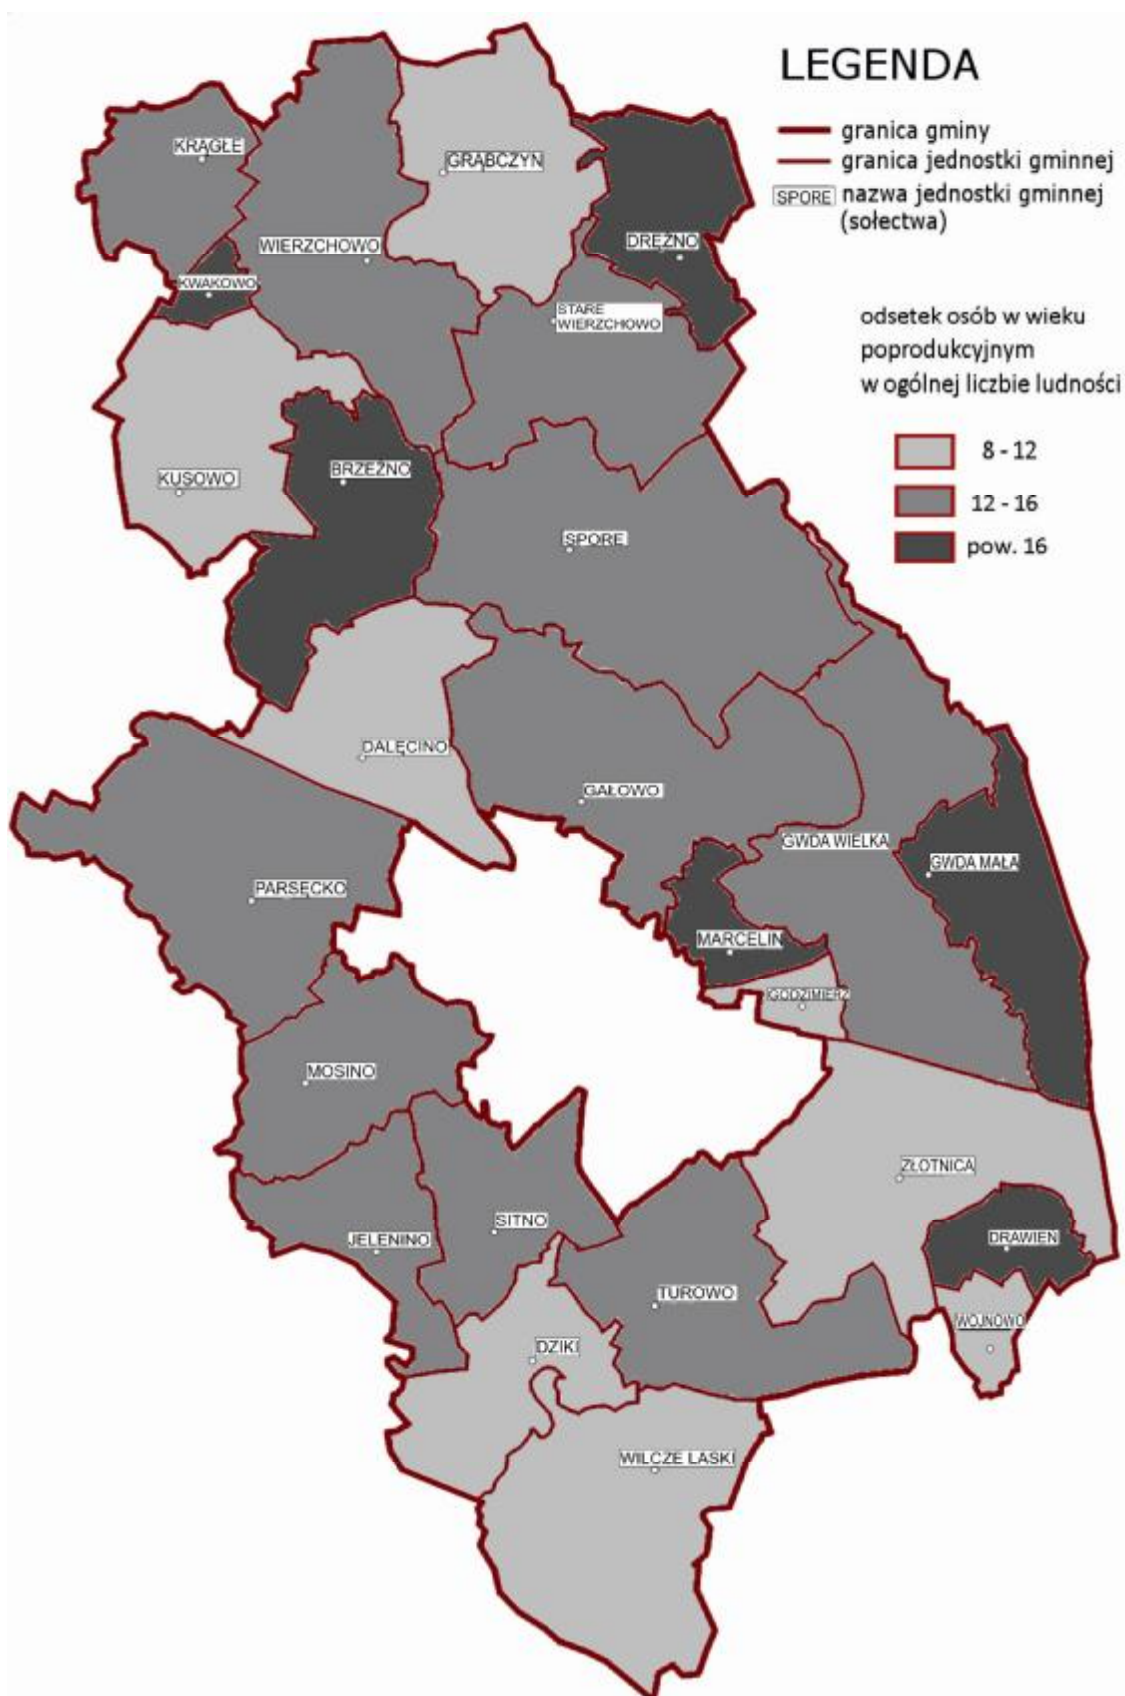 LEGENDA
granica gminy
granica jednostki gminnej
SPORE nazwa jednostki gminnej
(sołectwa)
odsetek osób w wieku
poprodukcyjnym
w ogólnej liczbie ludności
8 - 12
12 - 16
pow. 16
KRĄGŁE
GRĄBCZYN
WIERZCHOWO
DRĘŻNO
KWAKOWO
STARE
WIERZCHOWO
BRZEŹNO
KUSOWO
SPORE
DALĘCINO
GAŁOWO
GWDA WIELKA
GWDA MAŁA
PARSĘCKO
MARCELIN
GODZIMIERZ
MOSINO
ZŁOTNICA
SITNO
JELENINO
DRAWIEN
TUROWO
WOJNOWO
DZIKI
WILCZE LASKI